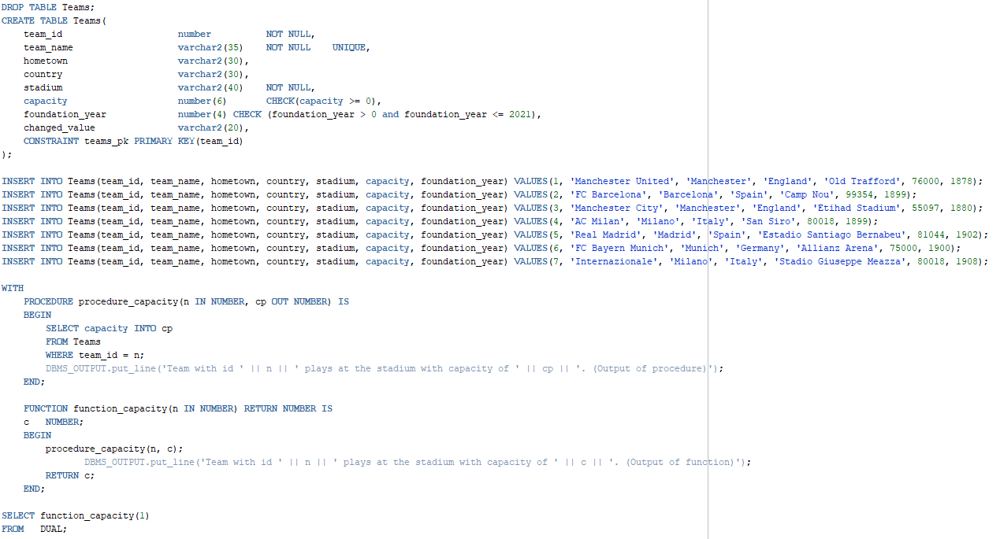 DROP TABLE Teams;
CREATE TABLE Teams(
    team_id                     number          NOT NULL,
    team_name                   varchar2(35)    NOT NULL    UNIQUE,
    hometown                    varchar2(30),
    country                     varchar2(30),
    stadium                     varchar2(40)    NOT NULL,
    capacity                    number(6)       CHECK(capacity >= 0),
    foundation_year             number(4) CHECK (foundation_year > 0 and foundation_year <= 2021),
    changed_value               varchar2(20),
    CONSTRAINT teams_pk PRIMARY KEY(team_id)
);

INSERT INTO Teams(team_id, team_name, hometown, country, stadium, capacity, foundation_year) VALUES(1, 'Manchester United', 'Manchester', 'England', 'Old Trafford', 76000, 1878);
INSERT INTO Teams(team_id, team_name, hometown, country, stadium, capacity, foundation_year) VALUES(2, 'FC Barcelona', 'Barcelona', 'Spain', 'Camp Nou', 99354, 1899);
INSERT INTO Teams(team_id, team_name, hometown, country, stadium, capacity, foundation_year) VALUES(3, 'Manchester City', 'Manchester', 'England', 'Etihad Stadium', 55097, 1880);
INSERT INTO Teams(team_id, team_name, hometown, country, stadium, capacity, foundation_year) VALUES(4, 'AC Milan', 'Milano', 'Italy', 'San Siro', 80018, 1899);
INSERT INTO Teams(team_id, team_name, hometown, country, stadium, capacity, foundation_year) VALUES(5, 'Real Madrid', 'Madrid', 'Spain', 'Estadio Santiago Bernabeu', 81044, 1902);
INSERT INTO Teams(team_id, team_name, hometown, country, stadium, capacity, foundation_year) VALUES(6, 'FC Bayern Munich', 'Munich', 'Germany', 'Allianz Arena', 75000, 1900);
INSERT INTO Teams(team_id, team_name, hometown, country, stadium, capacity, foundation_year) VALUES(7, 'Internazionale', 'Milano', 'Italy', 'Stadio Giuseppe Meazza', 80018, 1908);

WITH
    PROCEDURE procedure_capacity(n IN NUMBER, cp OUT NUMBER) IS
    BEGIN
        SELECT capacity INTO cp
        FROM Teams
        WHERE team_id = n;
        DBMS_OUTPUT.put_line('Team with id ' || n || ' plays at the stadium with capacity of ' || cp || '. (Output of procedure)');
    END;

    FUNCTION function_capacity(n IN NUMBER) RETURN NUMBER IS
    c   NUMBER;
    BEGIN
        procedure_capacity(n, c);
               DBMS_OUTPUT.put_line('Team with id ' || n || ' plays at the stadium with capacity of ' || c || '. (Output of function)');
        RETURN c;
    END;

SELECT function_capacity(1)
FROM   DUAL;